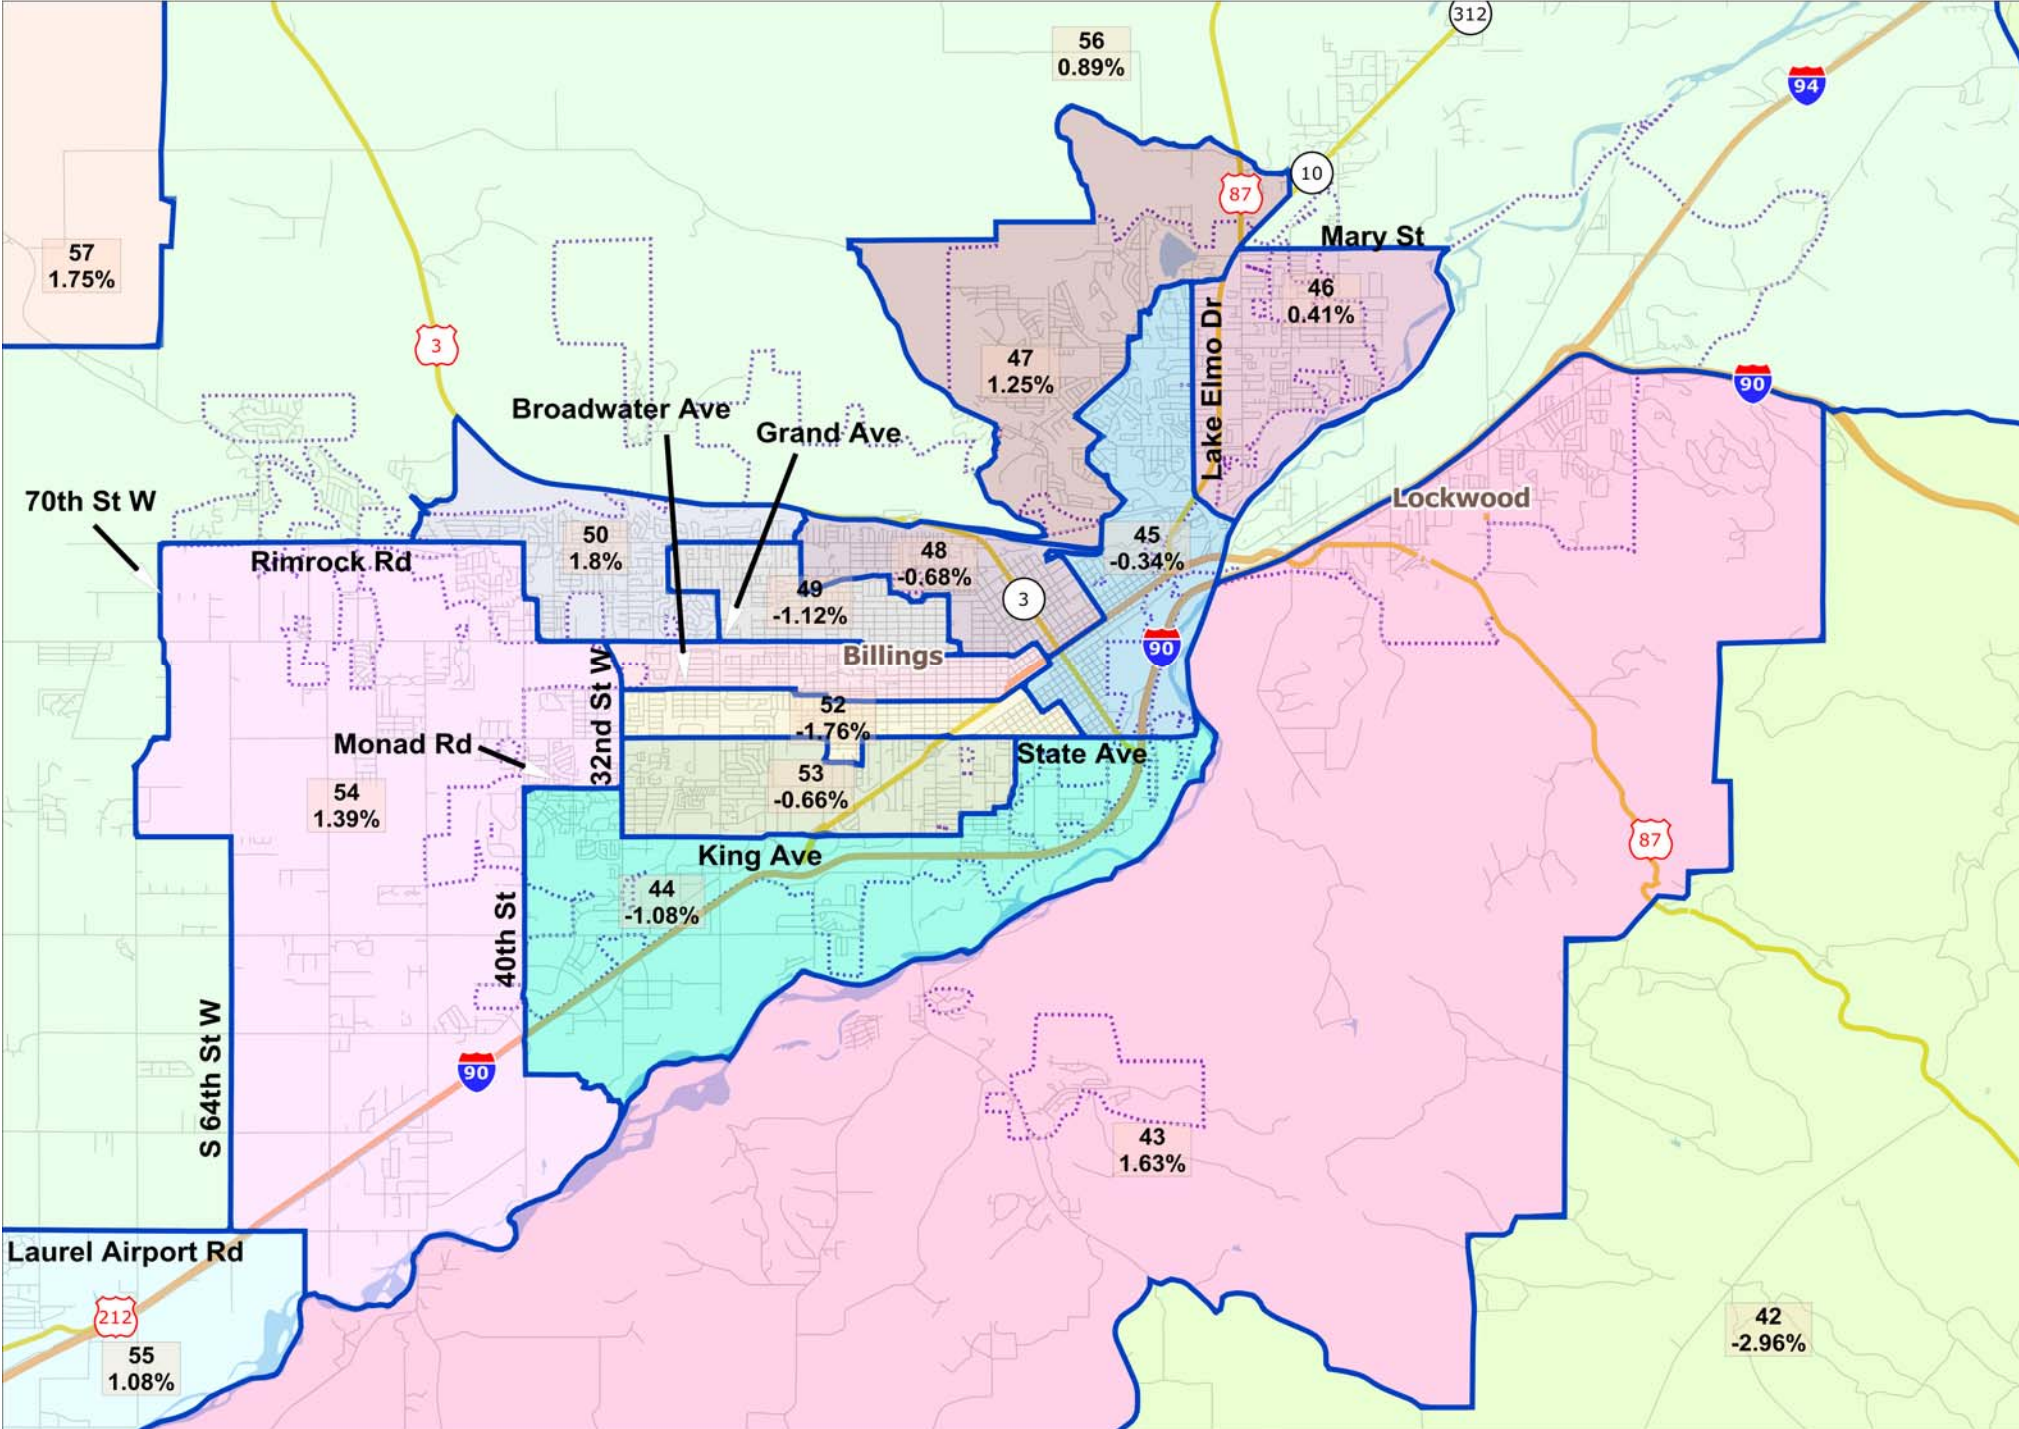 312
56
0.89%
94
10
87
Mary St
57
1.75%
46
0.41%
3
47
1.25%
Lake Elmo Dr
90
Broadwater Ave
Grand Ave
Lockwood
70th St W
Rimrock Rd
50
1.8%
48
-0.68%
45
-0.34%
49
-1.12%
3
90
Billings
32nd St W
52
-1.76%
Monad Rd
State Ave
53
-0.66%
54
1.39%
87
King Ave
44
-1.08%
40th St
S 64th St W
90
43
1.63%
Laurel Airport Rd
212
55
1.08%
42
-2.96%